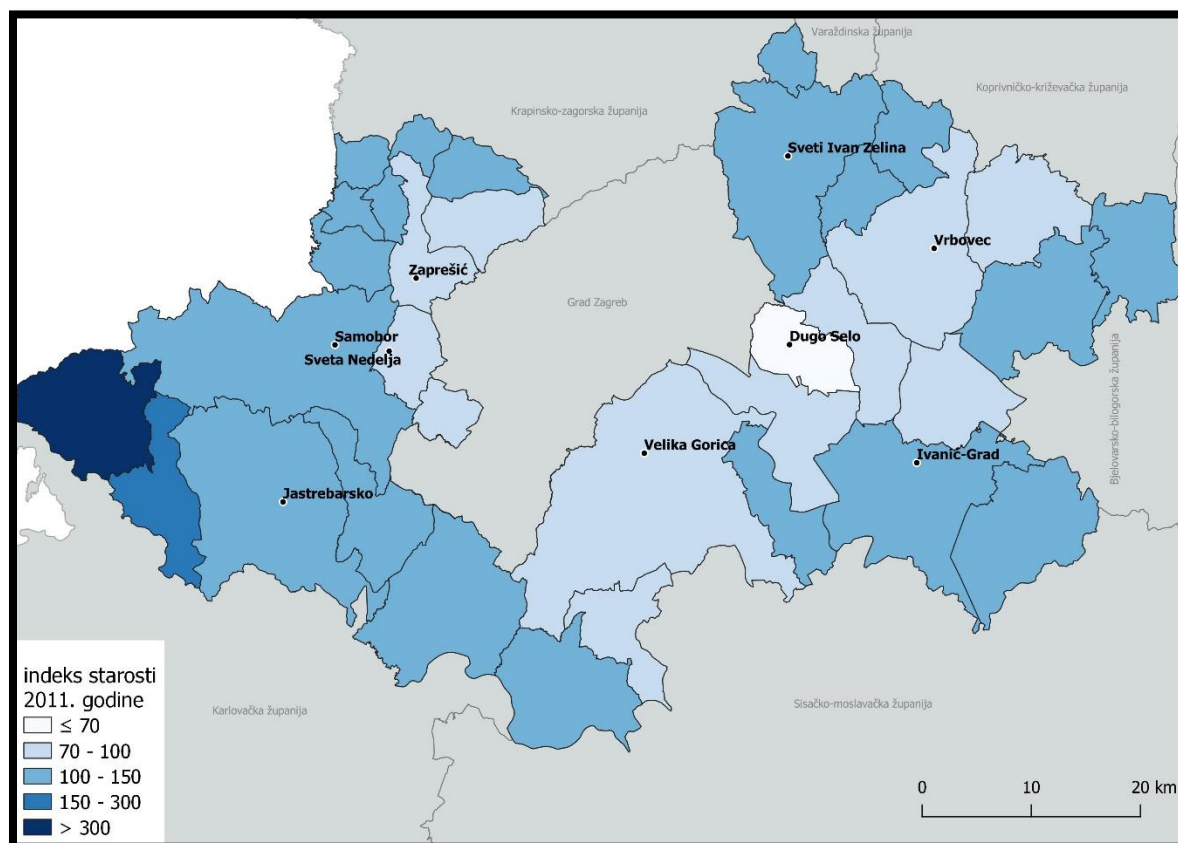 Varaždinska županija
Koprivničko-križevačka županija
Krapinsko-zagorska županija
Sveti Ivan Zelina
Vrbovec
Zaprešić
Grad Zagreb
Samobor
Sveta Nedelja
Dugo Selo
Bjelovarsko-bilogorska županija
Velika Gorica
Ivanić-Grad
Jastrebarsko
Karlovačka županija
Sisačko-moslavačka županija
indeks starosti
2011. godine
≤ 70
70 - 100
100 - 150
150 - 300
> 300
0 10 20 km